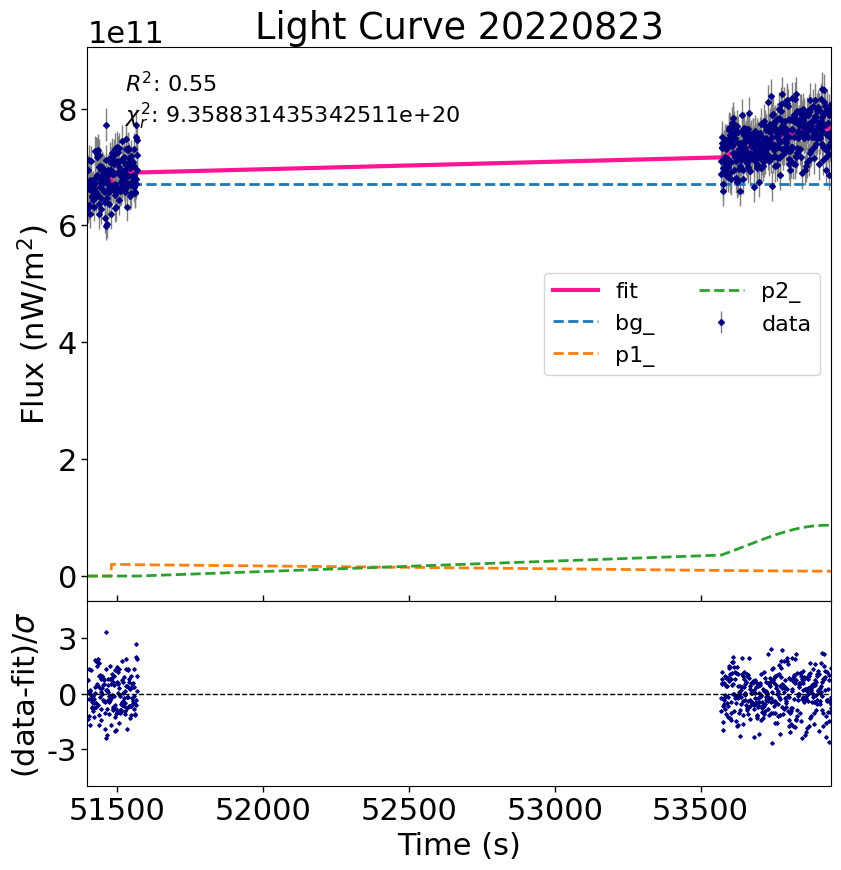 Light Curve 20220823
1e11
R²: 0.55
χ²ᵣ: 9.358831435342511e+20
8
6
4
2
0
Flux (nW/m²)
fit
bg_
p1_
p2_
data
3
0
-3
(data-fit)/σ
51500 52000 52500 53000 53500
Time (s)